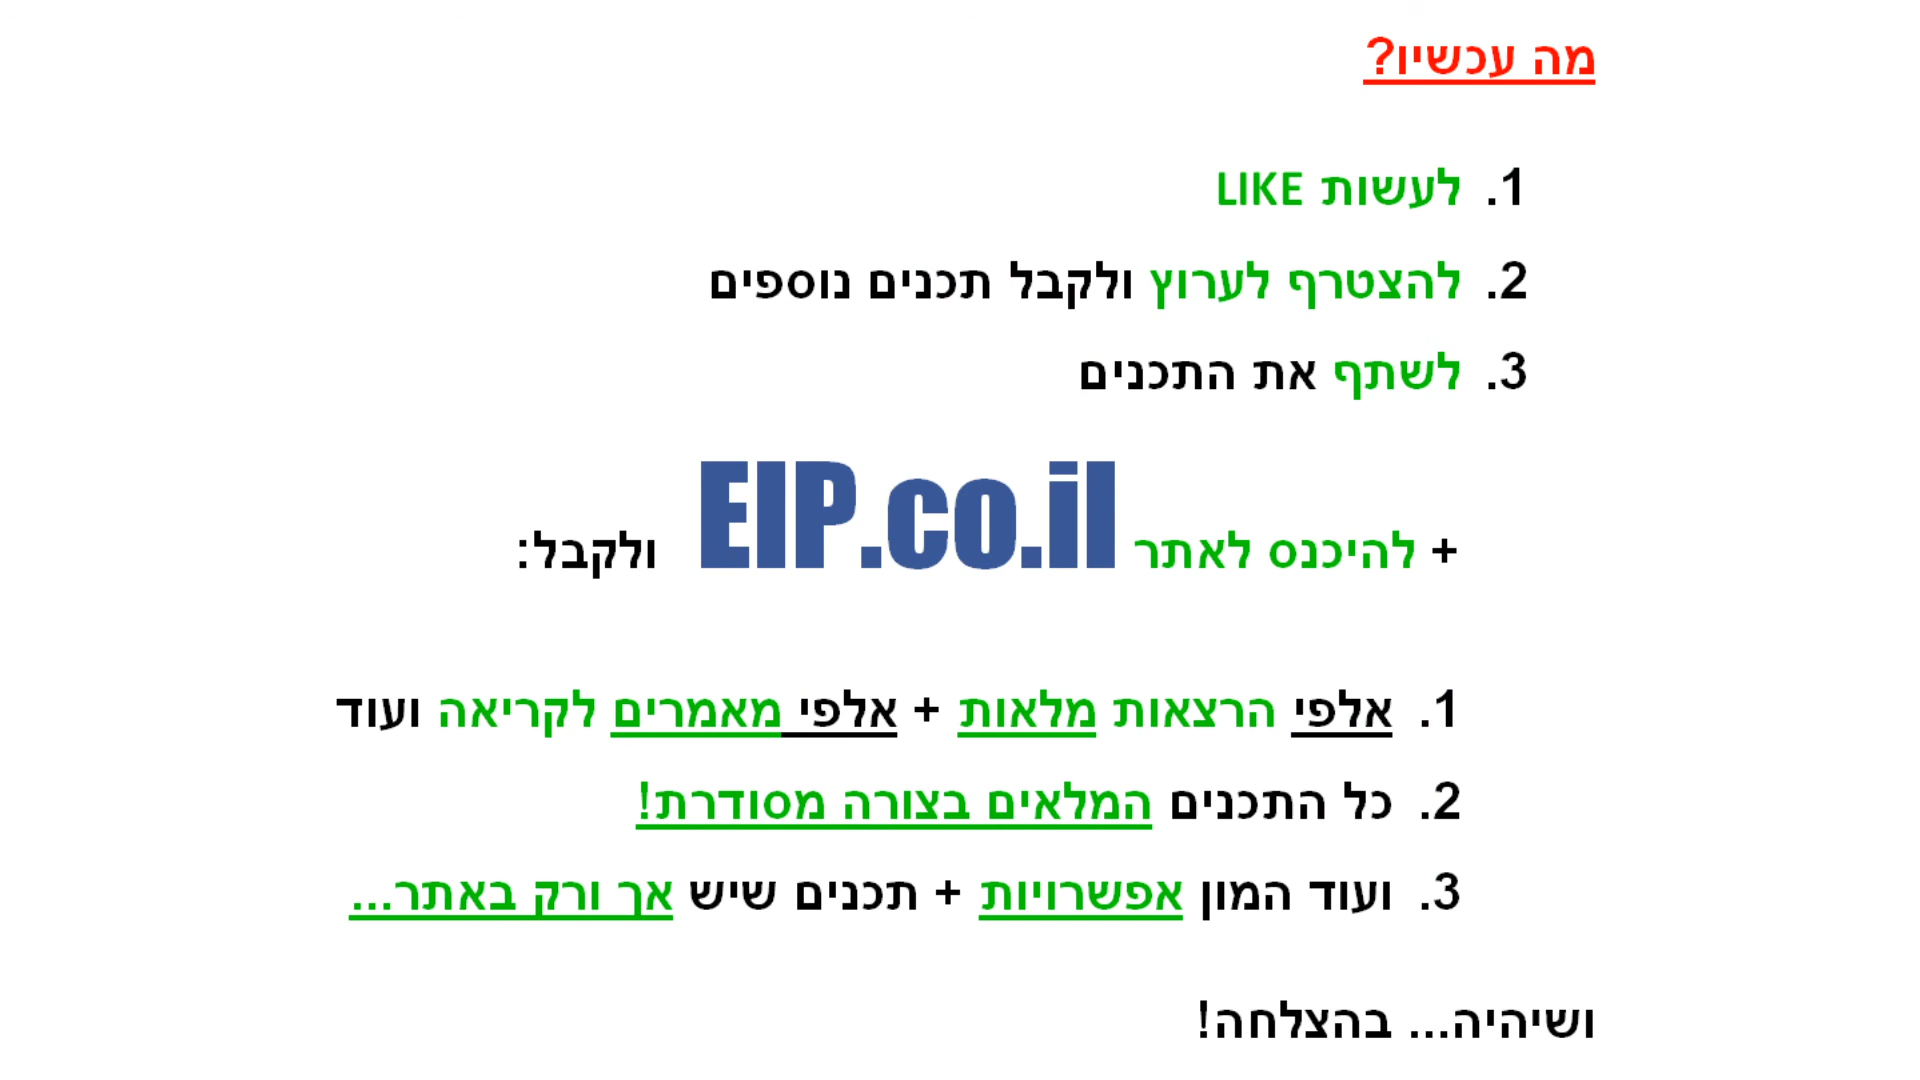 מה עכשיו?
1. לעשות LIKE
2. להצטרף לערוץ ולקבל תכנים נוספים
3. לשתף את התכנים
+ להיכנס לאתר EIP.co.il ולקבל:
1. אלפי הרצאות מלאות + אלפי מאמרים לקריאה ועוד
2. כל התכנים המלאים בצורה מסודרת!
3. ועוד המון אפשרויות + תכנים שיש אך ורק באתר...
ושיהיה... בהצלחה!